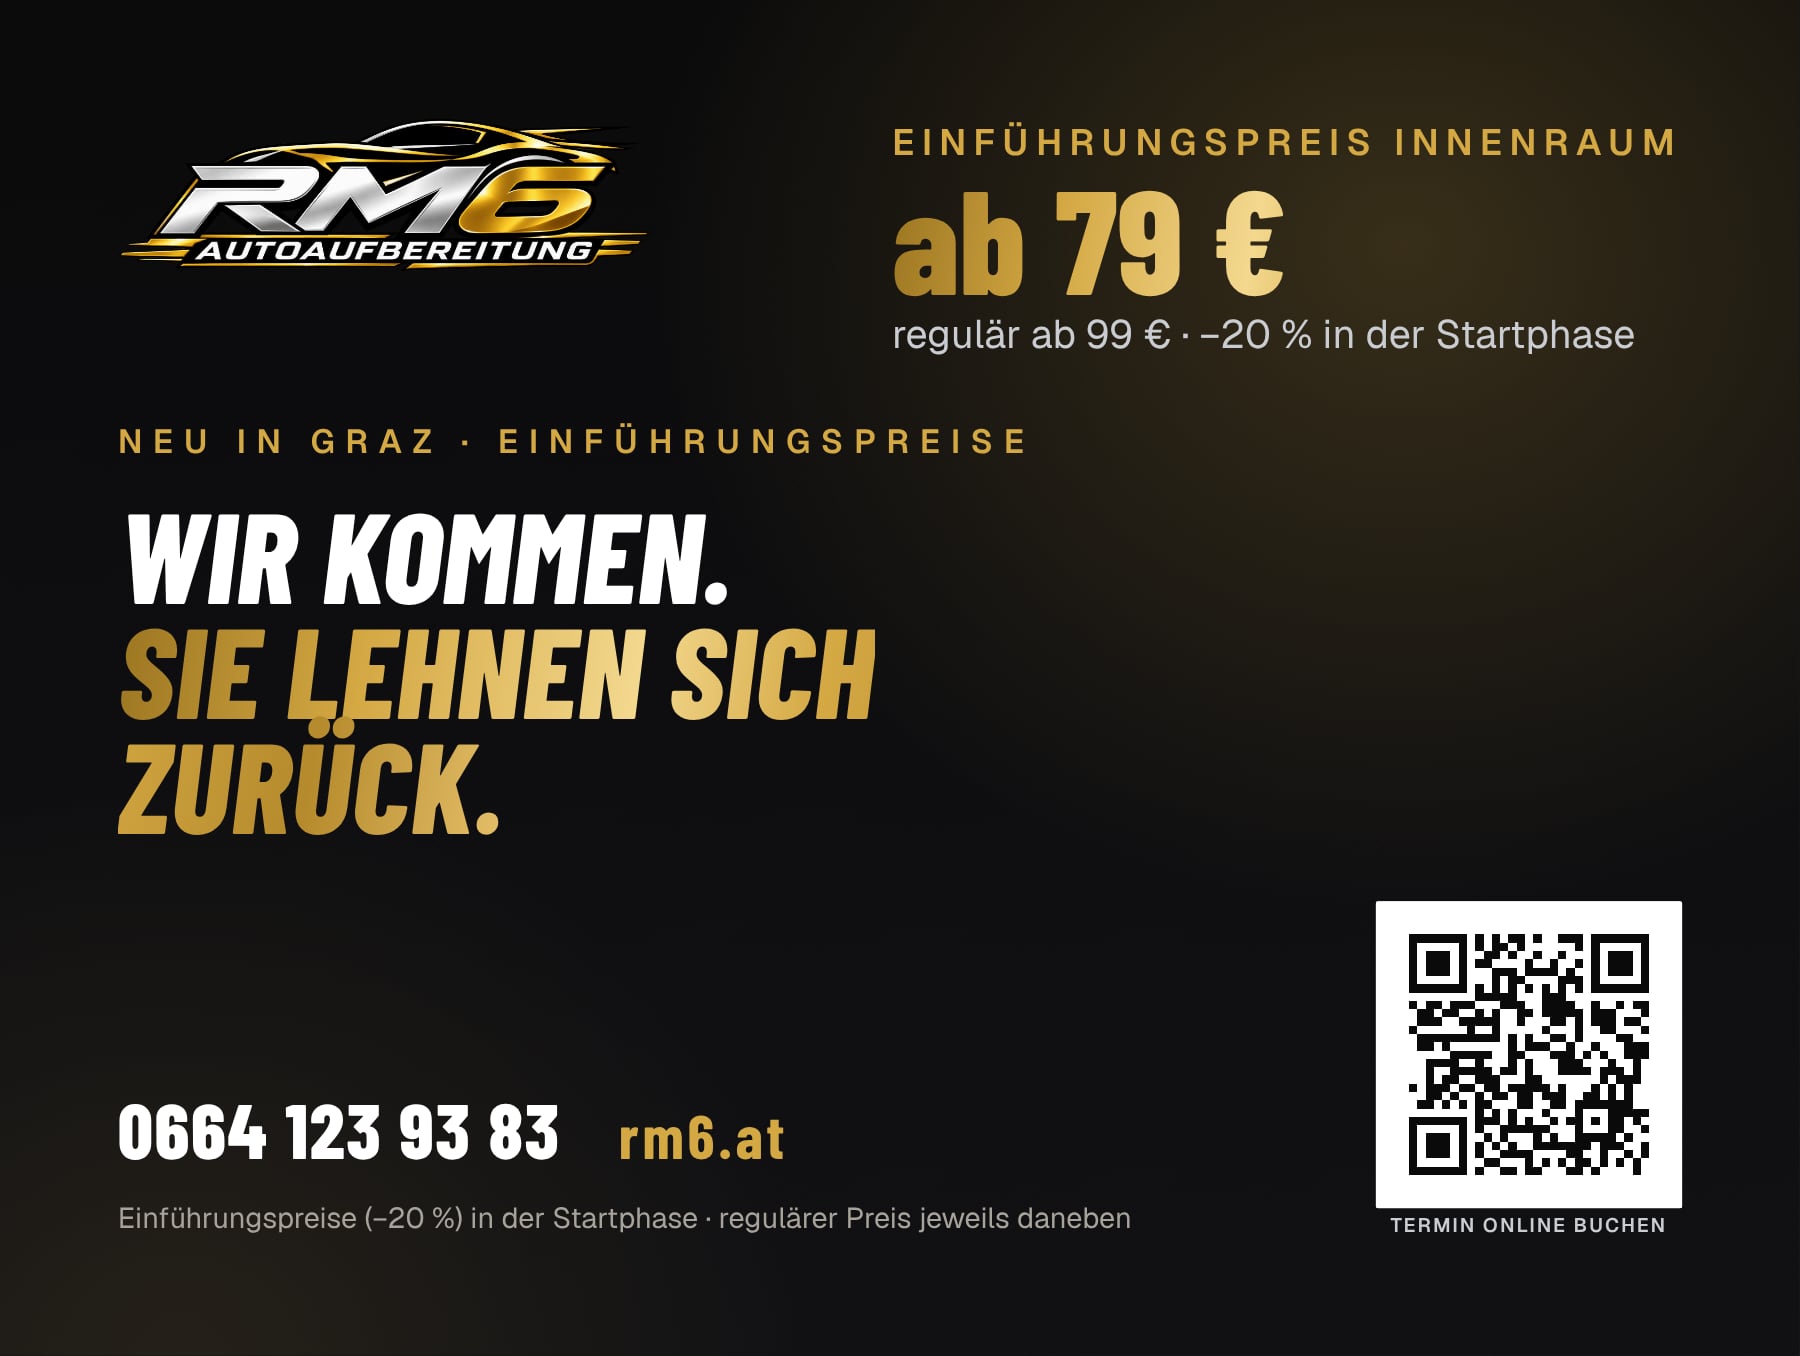 RM6
AUTOAUFBEREITUNG
EINFÜHRUNGSPREIS INNENRAUM
ab 79 €
regulär ab 99 € · −20 % in der Startphase
NEU IN GRAZ · EINFÜHRUNGSPREISE
WIR KOMMEN.
SIE LEHNEN SICH
ZURÜCK.
0664 123 93 83 rm6.at
Einführungspreise (−20 %) in der Startphase · regulärer Preis jeweils daneben
TERMIN ONLINE BUCHEN